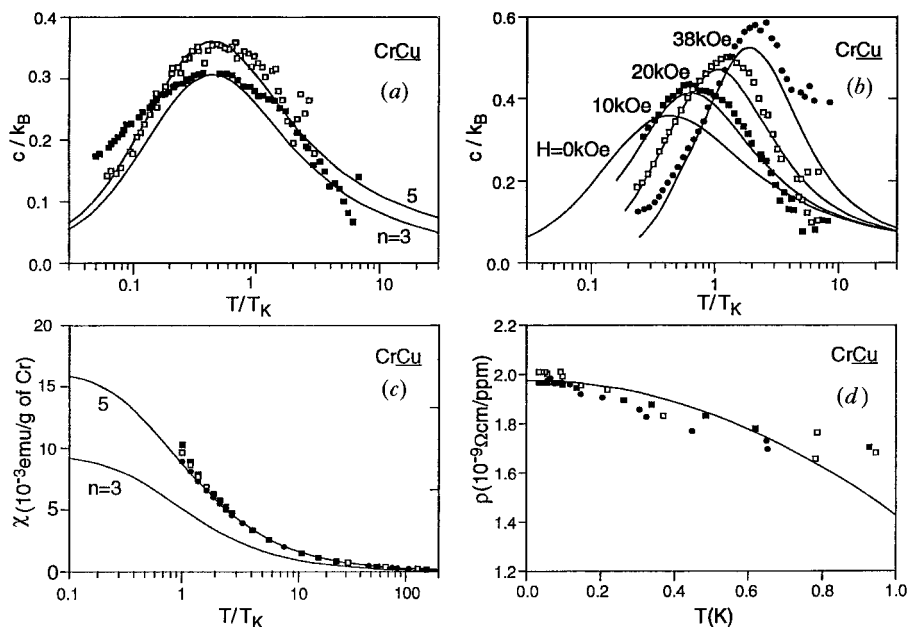 0.4
0.3
0.2
0.1
0.0
c / k_B
CrCu
(a)
5
n=3
0.1
1
10
T/T_K
0.6
0.4
0.2
0.0
c / k_B
38kOe
CrCu
20kOe
(b)
10kOe
H=0kOe
0.1
1
10
T/T_K
20
15
10
5
0
χ(10⁻³emu/g of Cr)
CrCu
(c)
5
n=3
0.1
1
10
100
T/T_K
2.2
2.0
1.8
1.6
1.4
1.2
ρ(10⁻⁹Ωcm/ppm)
CrCu
(d)
0.0
0.2
0.4
0.6
0.8
1.0
T(K)